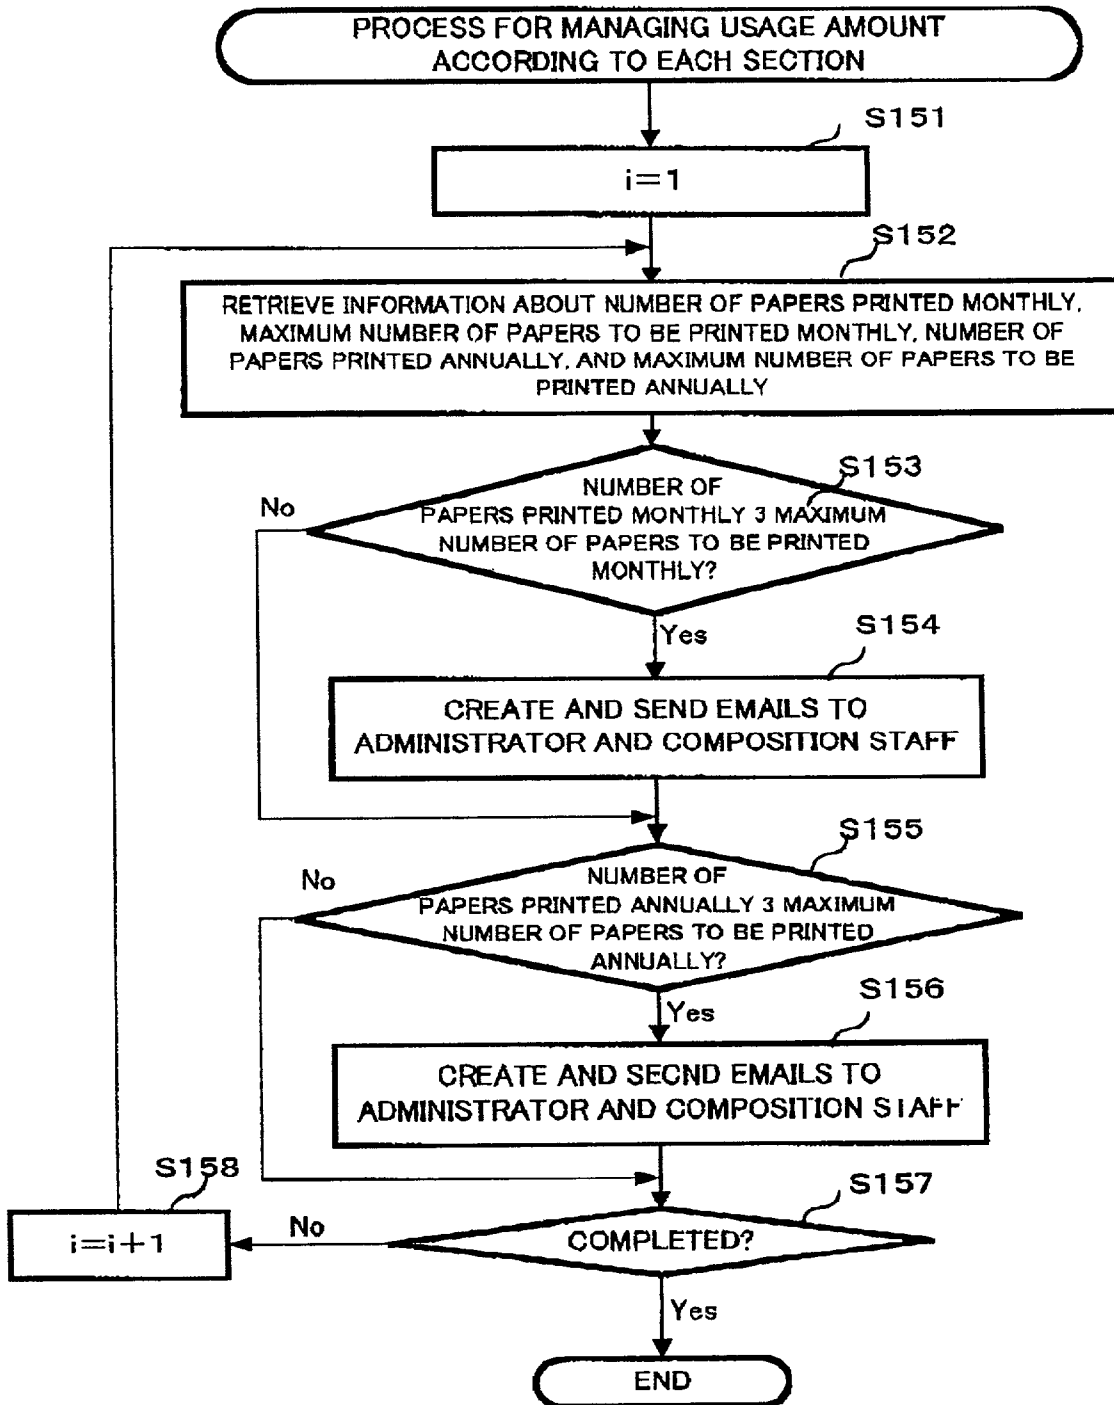 PROCESS FOR MANAGING USAGE AMOUNT
ACCORDING TO EACH SECTION
S151
i=1
S152
RETRIEVE INFORMATION ABOUT NUMBER OF PAPERS PRINTED MONTHLY,
MAXIMUM NUMBER OF PAPERS TO BE PRINTED MONTHLY, NUMBER OF
PAPERS PRINTED ANNUALLY, AND MAXIMUM NUMBER OF PAPERS TO BE
PRINTED ANNUALLY
S153
No
NUMBER OF
PAPERS PRINTED MONTHLY 3 MAXIMUM
NUMBER OF PAPERS TO BE PRINTED
MONTHLY?
Yes
S154
CREATE AND SEND EMAILS TO
ADMINISTRATOR AND COMPOSITION STAFF
S155
No
NUMBER OF
PAPERS PRINTED ANNUALLY 3 MAXIMUM
NUMBER OF PAPERS TO BE PRINTED
ANNUALLY?
Yes
S156
CREATE AND SECND EMAILS TO
ADMINISTRATOR AND COMPOSITION STAFF
S158
S157
i=i+1
No
COMPLETED?
Yes
END